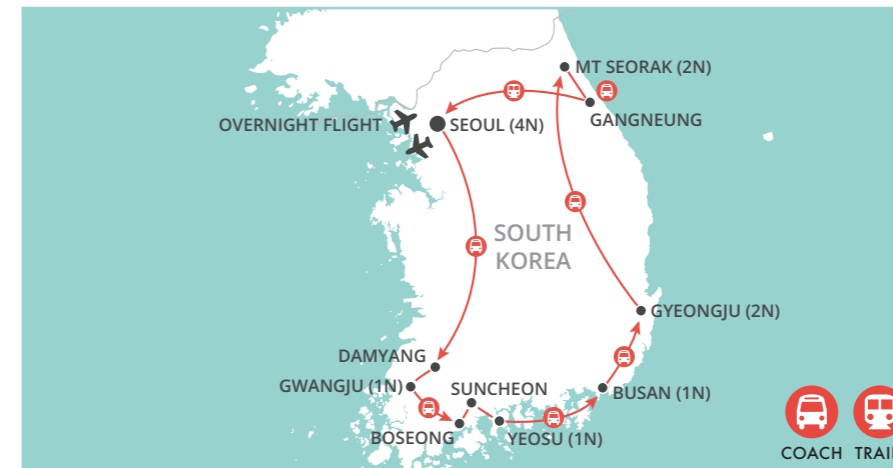 MT SEORAK (2N)
GANGNEUNG
OVERNIGHT FLIGHT
SEOUL (4N)
SOUTH
KOREA
GYEONGJU (2N)
DAMYANG
GWANGJU (1N)
SUNCHEON
BUSAN (1N)
BOSEONG
YEOSU (1N)
COACH
TRAI